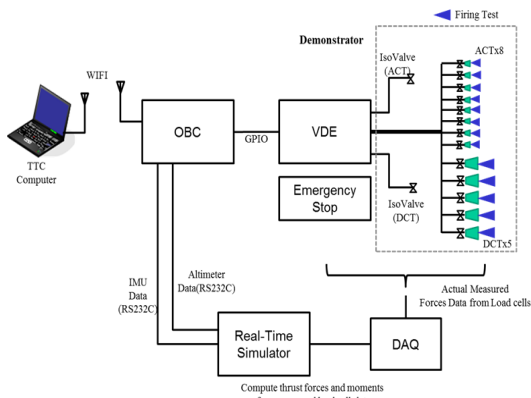 Firing Test
Demonstrator
ACTx8
IsoValve
(ACT)
WIFI
OBC
GPIO
VDE
TTC
Computer
Emergency
Stop
IsoValve
(DCT)
DCTx5
IMU
Data
(RS232C)
Altimeter
Data(RS232C)
Actual Measured
Forces Data from Load cells
Real-Time
Simulator
DAQ
Compute thrust forces and moments